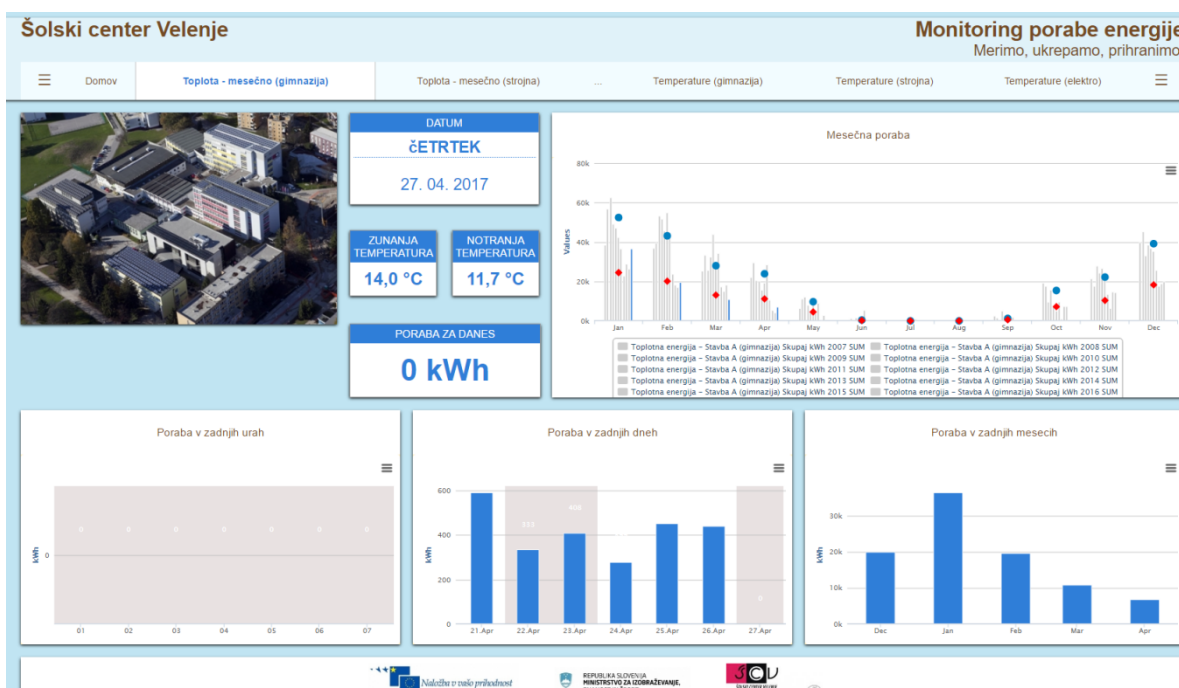 Šolski center Velenje
Monitoring porabe energije
Merimo, ukrepamo, prihranimo
Domov
Toplota - mesečno (gimnazija)
Toplota - mesečno (strojna)
...
Temperature (gimnazija)
Temperature (strojna)
Temperature (elektro)
DATUM
čETRTEK
27. 04. 2017
ZUNANJA TEMPERATURA
14,0 °C
NOTRANJA TEMPERATURA
11,7 °C
PORABA ZA DANES
0 kWh
Mesečna poraba
Values
80k
60k
40k
20k
0k
Jan Feb Mar Apr May Jun Jul Aug Sep Oct Nov Dec
Toplotna energija – Stavba A (gimnazija) Skupaj kWh 2007 SUM Toplotna energija – Stavba A (gimnazija) Skupaj kWh 2008 SUM
Toplotna energija – Stavba A (gimnazija) Skupaj kWh 2009 SUM Toplotna energija – Stavba A (gimnazija) Skupaj kWh 2010 SUM
Toplotna energija – Stavba A (gimnazija) Skupaj kWh 2011 SUM Toplotna energija – Stavba A (gimnazija) Skupaj kWh 2012 SUM
Toplotna energija – Stavba A (gimnazija) Skupaj kWh 2013 SUM Toplotna energija – Stavba A (gimnazija) Skupaj kWh 2014 SUM
Toplotna energija – Stavba A (gimnazija) Skupaj kWh 2015 SUM Toplotna energija – Stavba A (gimnazija) Skupaj kWh 2016 SUM
Poraba v zadnjih urah
kWh
0 0 0 0 0 0 0
0
01 02 03 04 05 06 07
Poraba v zadnjih dneh
kWh
600
400
200
0
333 408
0
21.Apr 22.Apr 23.Apr 24.Apr 25.Apr 26.Apr 27.Apr
Poraba v zadnjih mesecih
kWh
30k
20k
10k
0k
Dec Jan Feb Mar Apr
Naložba v vašo prihodnost
REPUBLIKA SLOVENIJA
MINISTRSTVO ZA IZOBRAŽEVANJE,